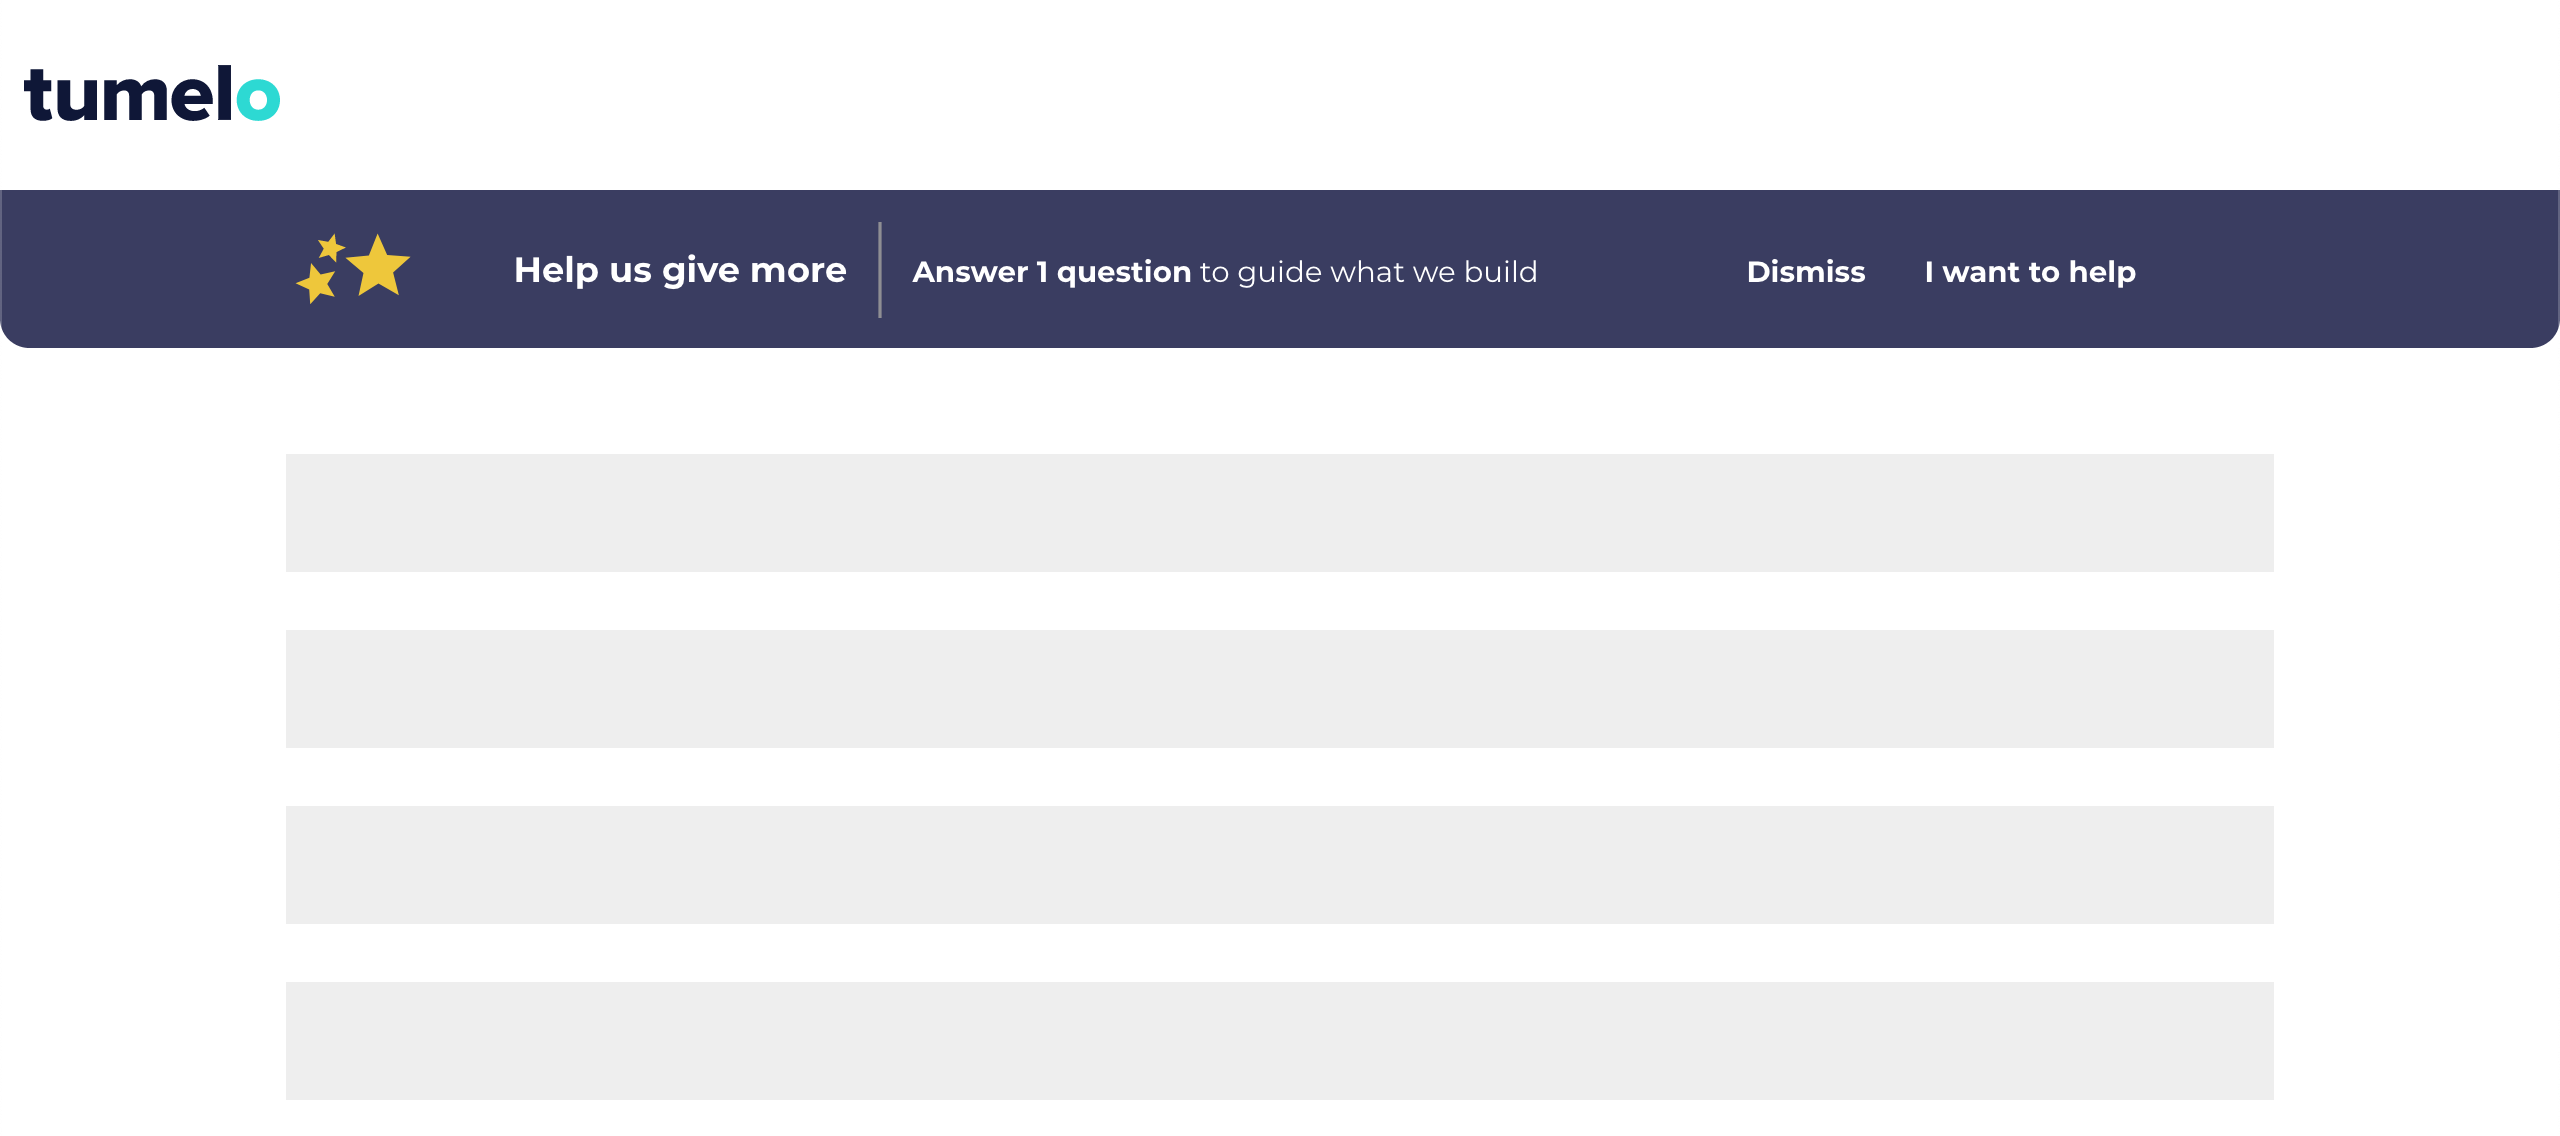 tumelo
Help us give more
Answer 1 question to guide what we build
Dismiss
I want to help